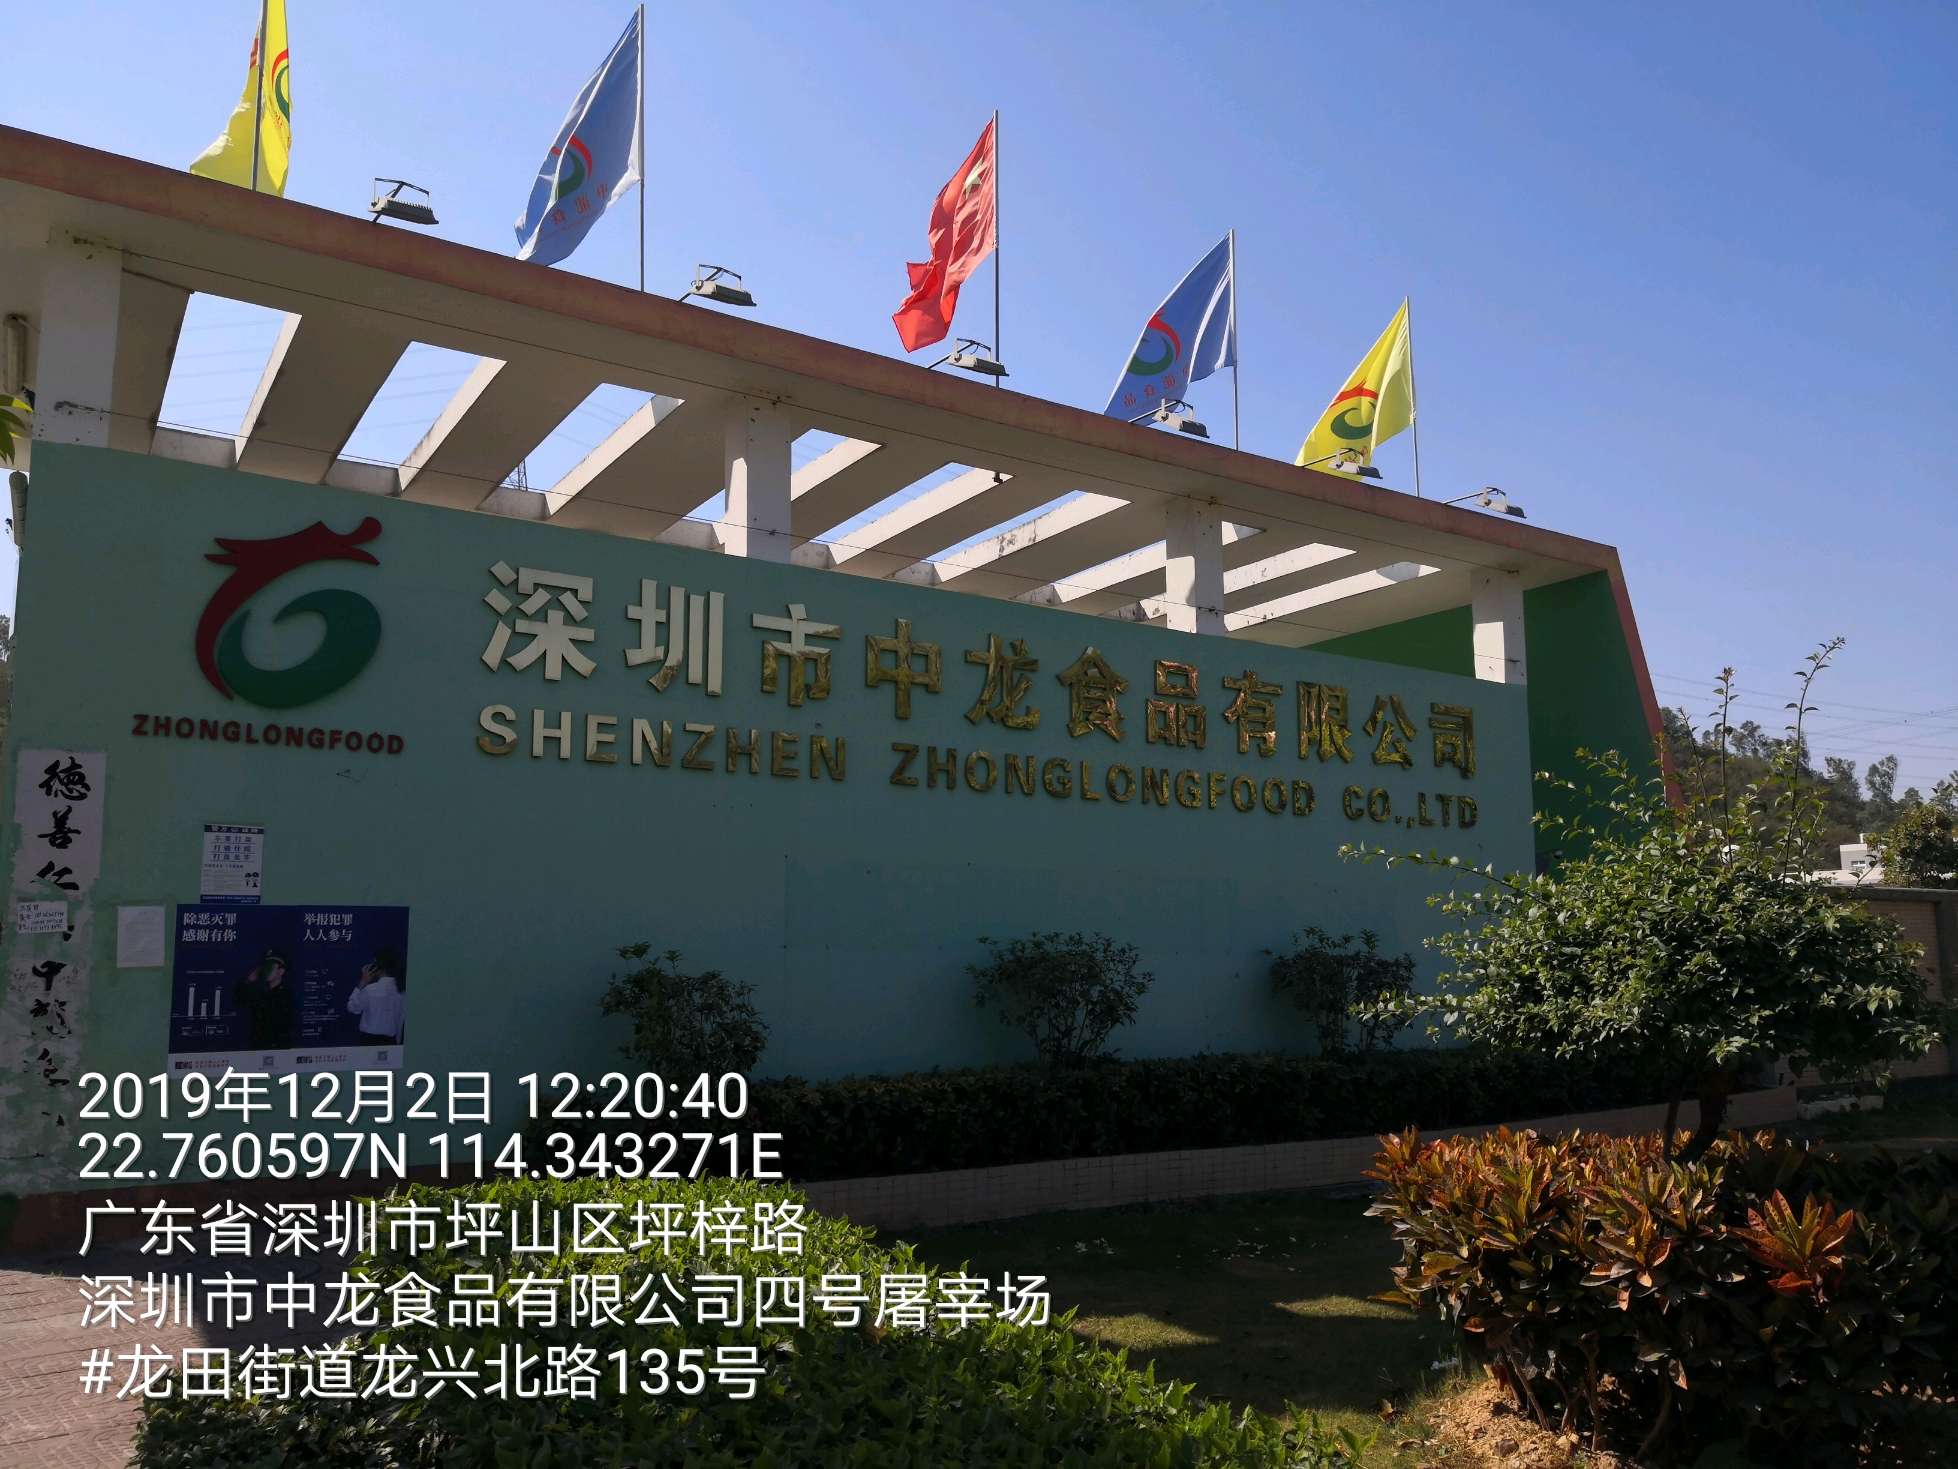 深圳市中龙食品有限公司
SHENZHEN ZHONGLONGFOOD CO.,LTD
ZHONGLONGFOOD
德善仁
中龙食
除恶灭罪
感谢有你
举报犯罪
人人参与
2019年12月2日 12:20:40
22.760597N 114.343271E
广东省深圳市坪山区坪梓路
深圳市中龙食品有限公司四号屠宰场
#龙田街道龙兴北路135号